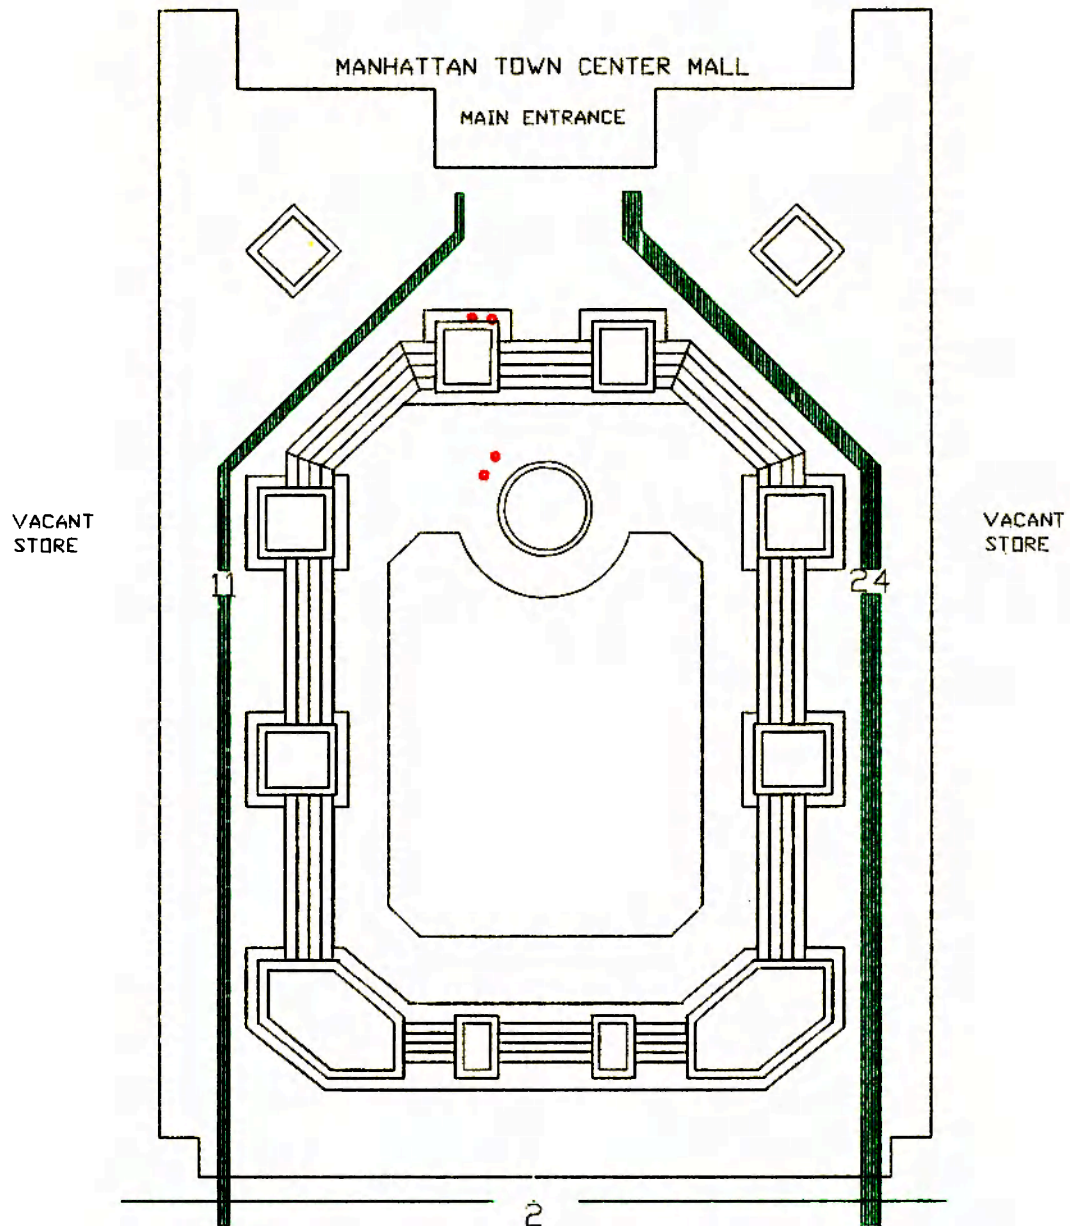 MANHATTAN TOWN CENTER MALL
MAIN ENTRANCE
VACANT
STORE
VACANT
STORE
11
24
2